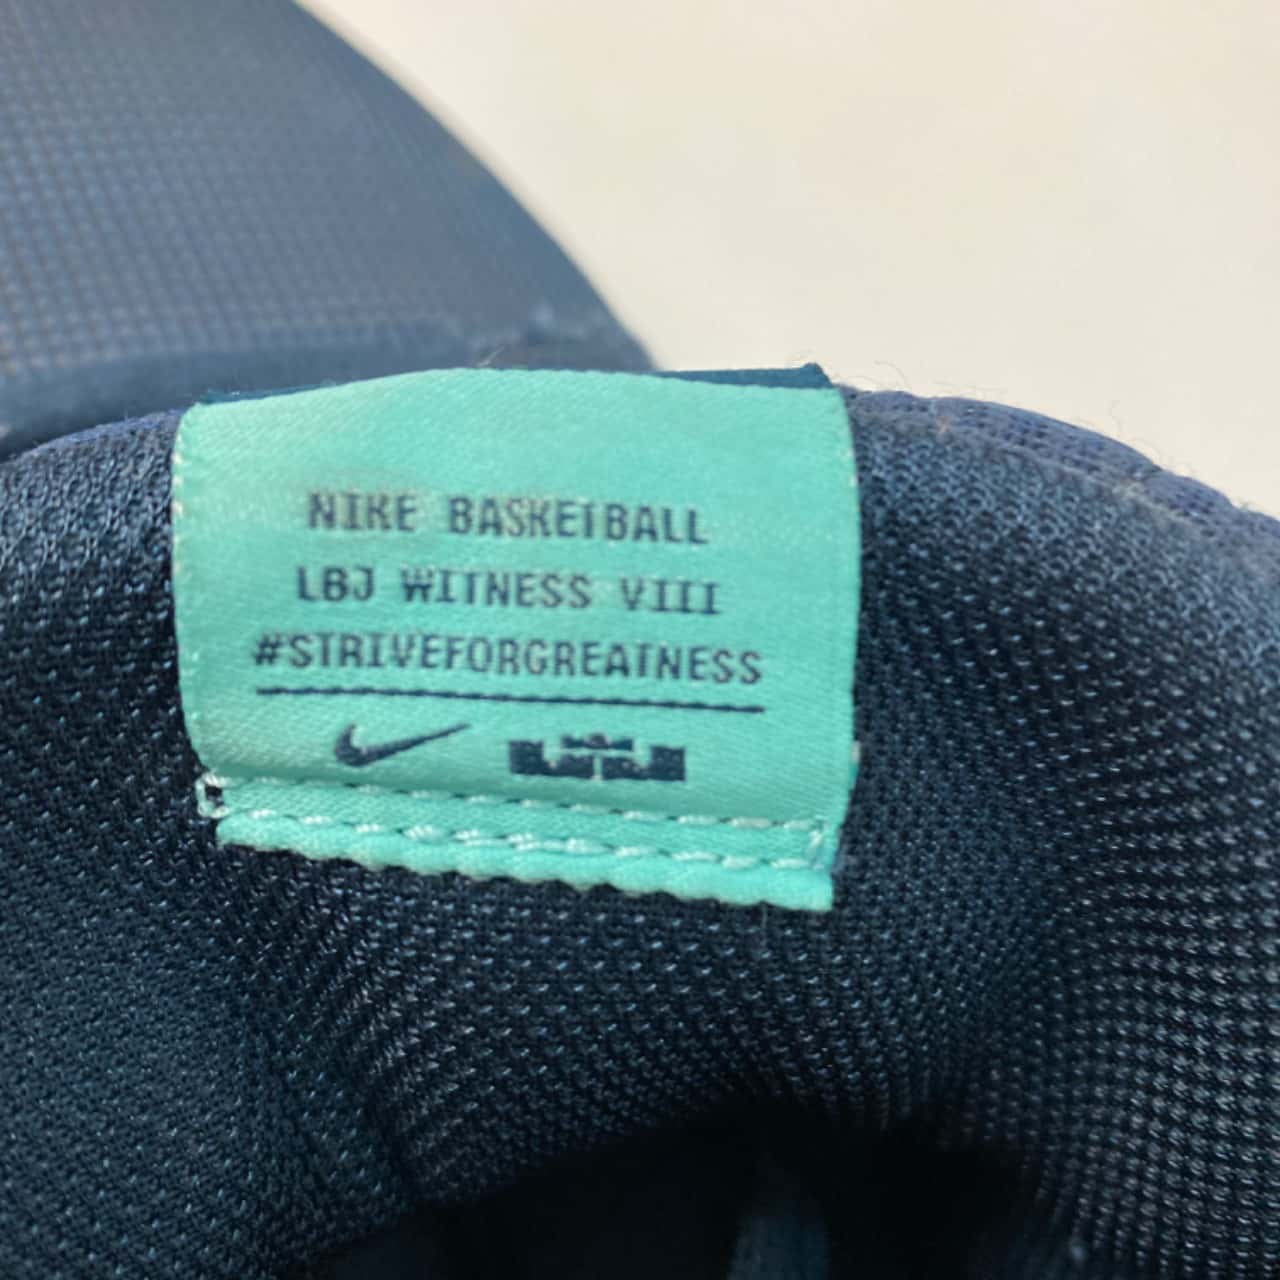 NIKE BASKETBALL
LBJ WITNESS VIII
#STRIVEFORGREATNESS